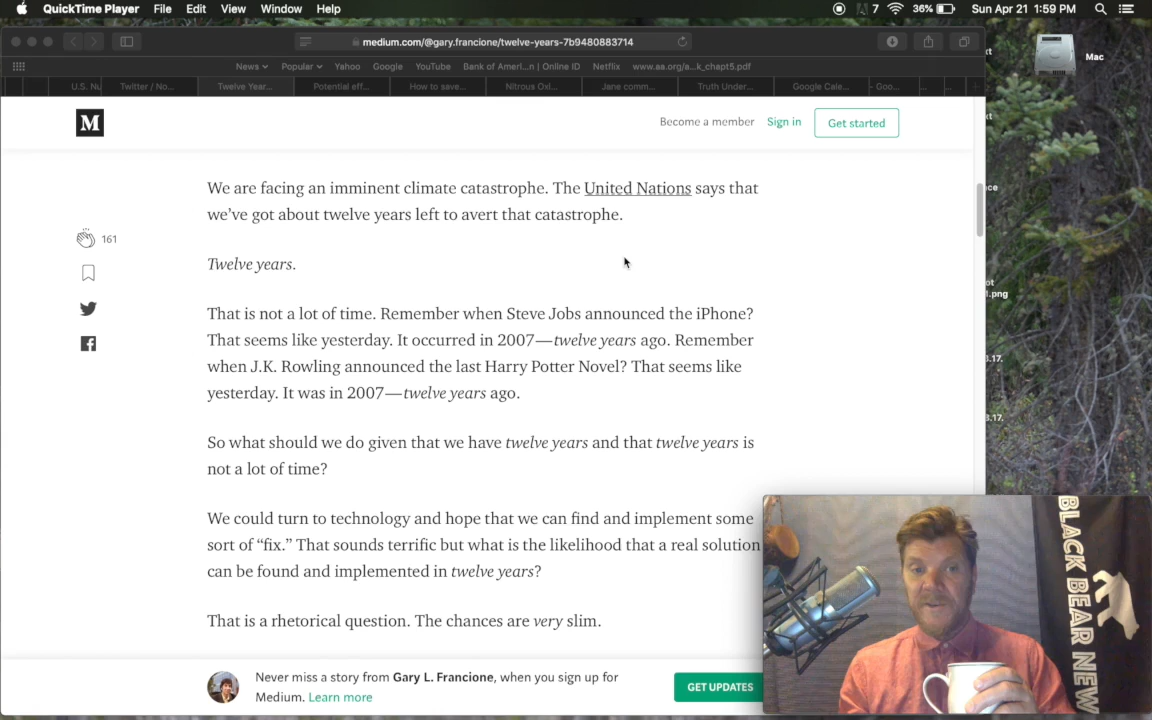 QuickTime Player File Edit View Window Help 7 36% Sun Apr 21 1:59 PM
medium.com/@gary.francione/twelve-years-7b9480883714
Mac
News Popular Yahoo Google YouTube Bank of Ameri...n | Online ID Netflix www.aa.org/a...k_chapt5.pdf
U.S. Nu Twitter / No... Twelve Year... Potential eff... How to save... Nitrous Oxi... Jane comm... Truth Under... Google Cale... - Goo...
M Become a member Sign in Get started
We are facing an imminent climate catastrophe. The United Nations says that
we’ve got about twelve years left to avert that catastrophe.
161
Twelve years.
1.png
That is not a lot of time. Remember when Steve Jobs announced the iPhone?
That seems like yesterday. It occurred in 2007—twelve years ago. Remember
when J.K. Rowling announced the last Harry Potter Novel? That seems like
yesterday. It was in 2007—twelve years ago.
So what should we do given that we have twelve years and that twelve years is
not a lot of time?
We could turn to technology and hope that we can find and implement some
sort of “fix.” That sounds terrific but what is the likelihood that a real solution
can be found and implemented in twelve years?
That is a rhetorical question. The chances are very slim.
BLACK BEAR NEW
Never miss a story from Gary L. Francione, when you sign up for
Medium. Learn more
GET UPDATES